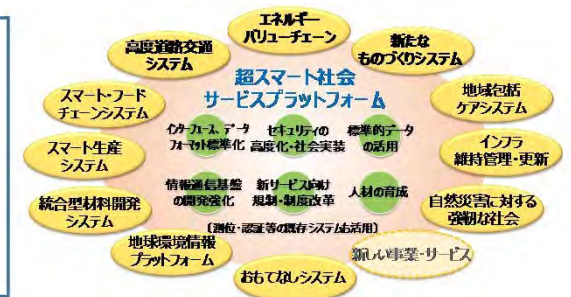 エネルギー
バリューチェーン
高度道路交通
システム
新たな
ものづくりシステム
超スマート社会
サービスプラットフォーム
スマート・フード
チェーンシステム
地域包括
ケアシステム
インターフェース、データ
フォーマット標準化
セキュリティの
高度化・社会実装
標準的データ
の活用
スマート生産
システム
インフラ
維持管理・更新
情報通信基盤
の開発強化
新サービス向け
規制・制度改革
人材の育成
統合型材料開発
システム
自然災害に対する
強靭な社会
（測位・認証等の既存システムも活用）
地球環境情報
プラットフォーム
新しい事業・サービス
おもてなしシステム